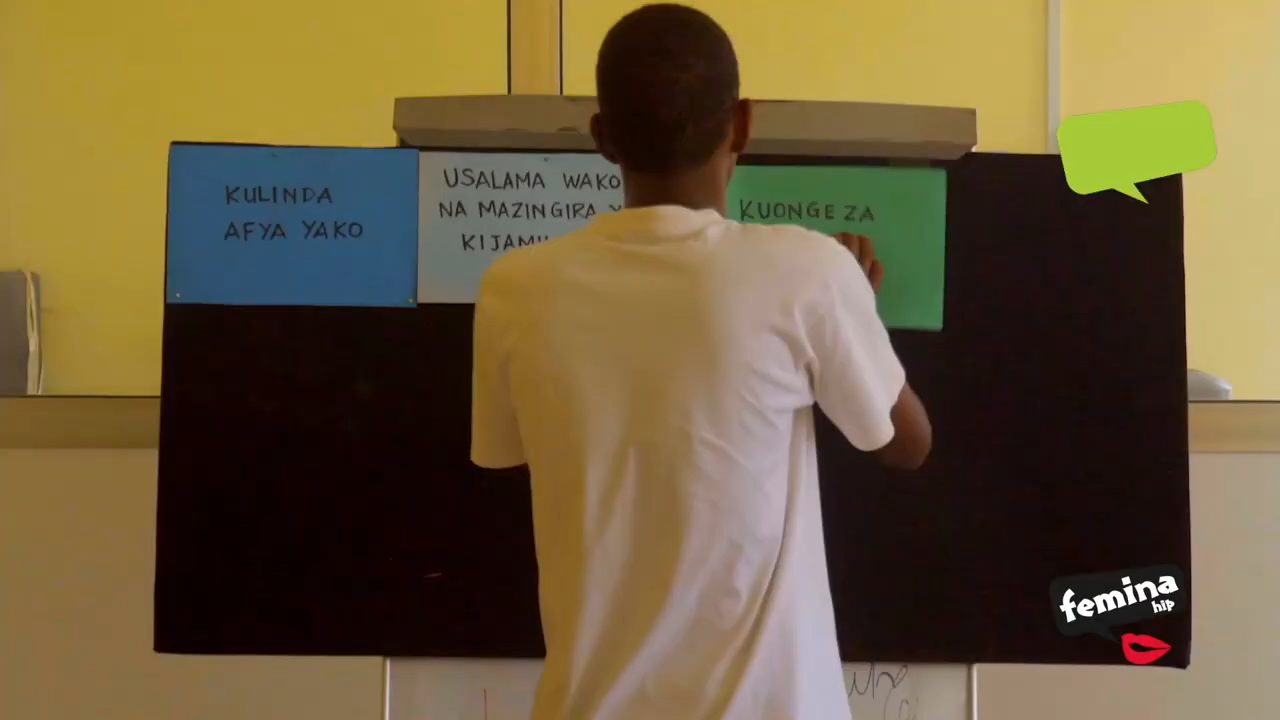 KULINDA
AFYA YAKO
USALAMA WAKO
NA MAZINGIRA
KUONGEZA
femina
hip